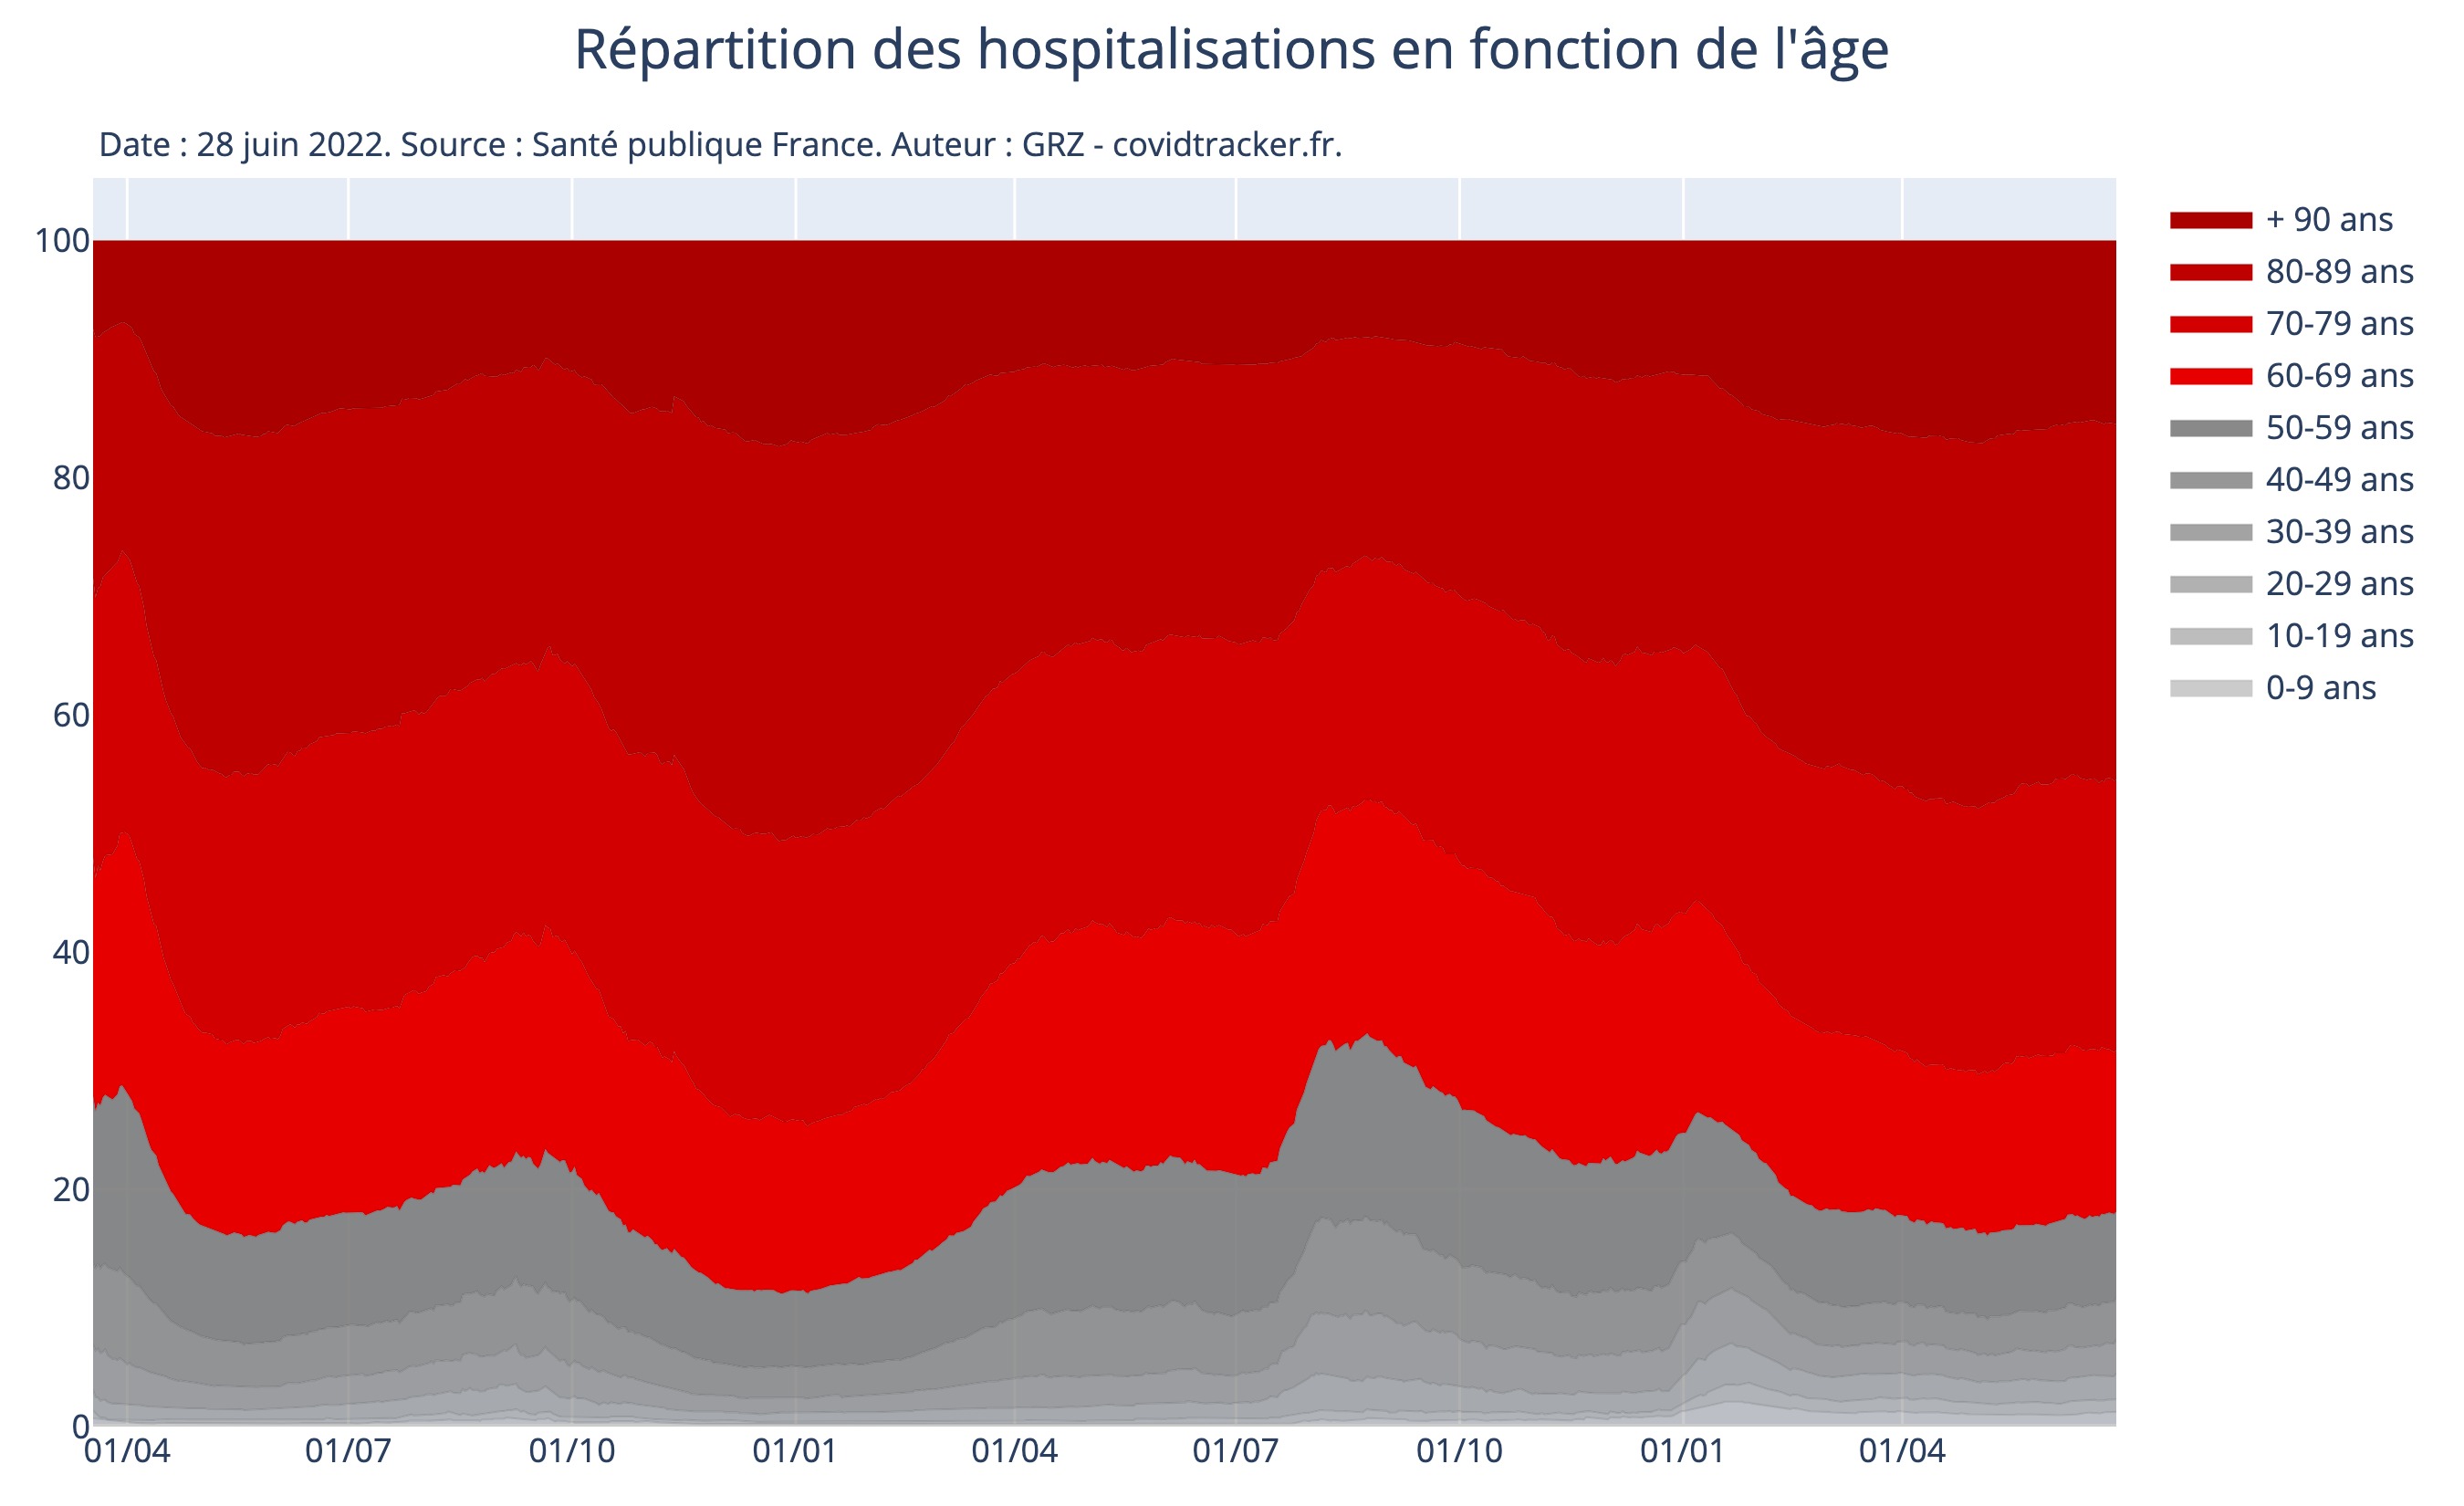 Répartition des hospitalisations en fonction de l'âge
Date : 28 juin 2022. Source : Santé publique France. Auteur : GRZ - covidtracker.fr.
100
80
60
40
20
0
01/04 01/07 01/10 01/01 01/04 01/07 01/10 01/01 01/04
+ 90 ans
80-89 ans
70-79 ans
60-69 ans
50-59 ans
40-49 ans
30-39 ans
20-29 ans
10-19 ans
0-9 ans